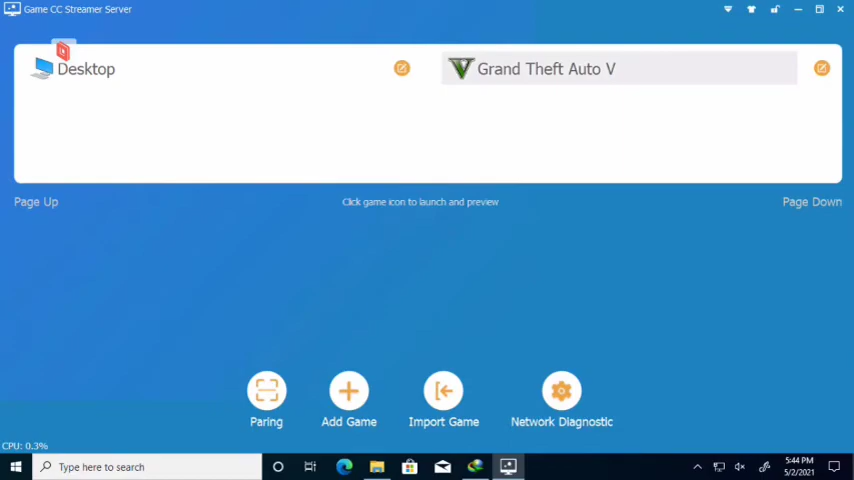 Game CC Streamer Server
Desktop
Grand Theft Auto V
Page Up
Click game icon to launch and preview
Page Down
Paring
Add Game
Import Game
Network Diagnostic
CPU: 0.3%
Type here to search
5:44 PM
5/2/2021